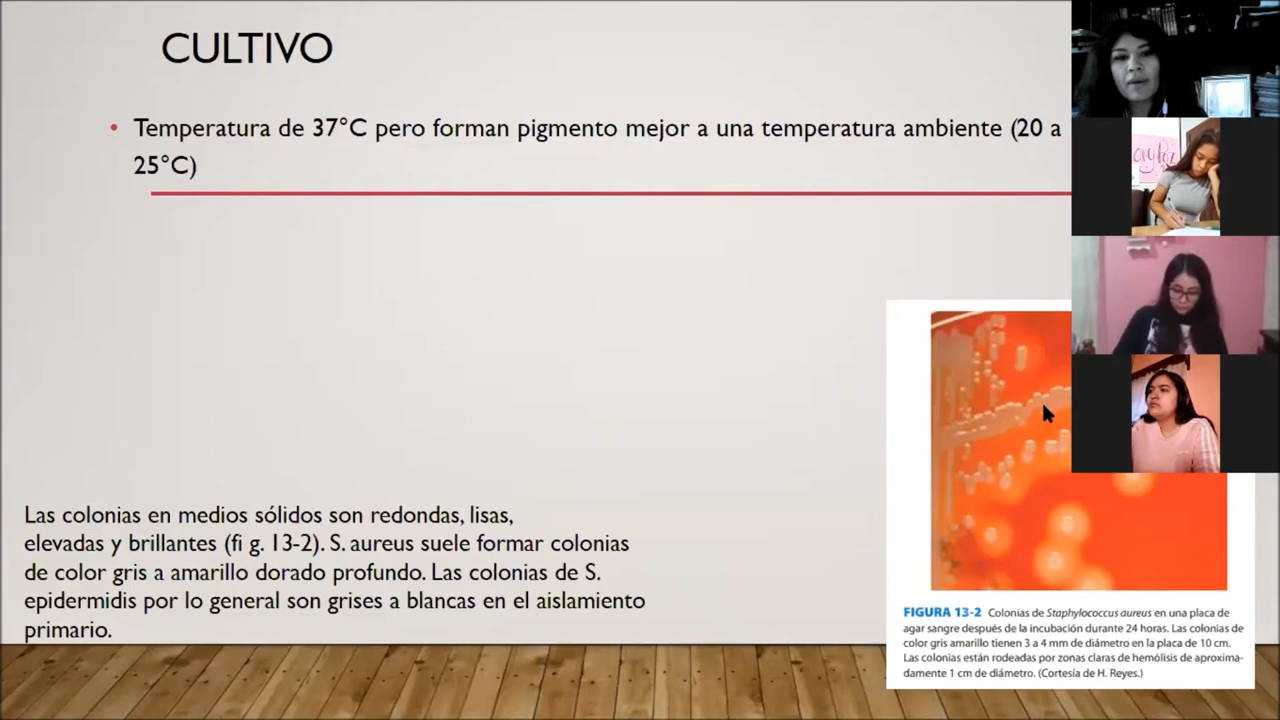 CULTIVO
• Temperatura de 37°C pero forman pigmento mejor a una temperatura ambiente (20 a
25°C)
Las colonias en medios sólidos son redondas, lisas,
elevadas y brillantes (fi g. 13-2). S. aureus suele formar colonias
de color gris a amarillo dorado profundo. Las colonias de S.
epidermidis por lo general son grises a blancas en el aislamiento
primario.
FIGURA 13-2 Colonias de Staphylococcus aureus en una placa de
agar sangre después de la incubación durante 24 horas. Las colonias de
color gris amarillo tienen 3 a 4 mm de diámetro en la placa de 10 cm.
Las colonias están rodeadas por zonas claras de hemólisis de aproxima-
damente 1 cm de diámetro. (Cortesía de H. Reyes.)